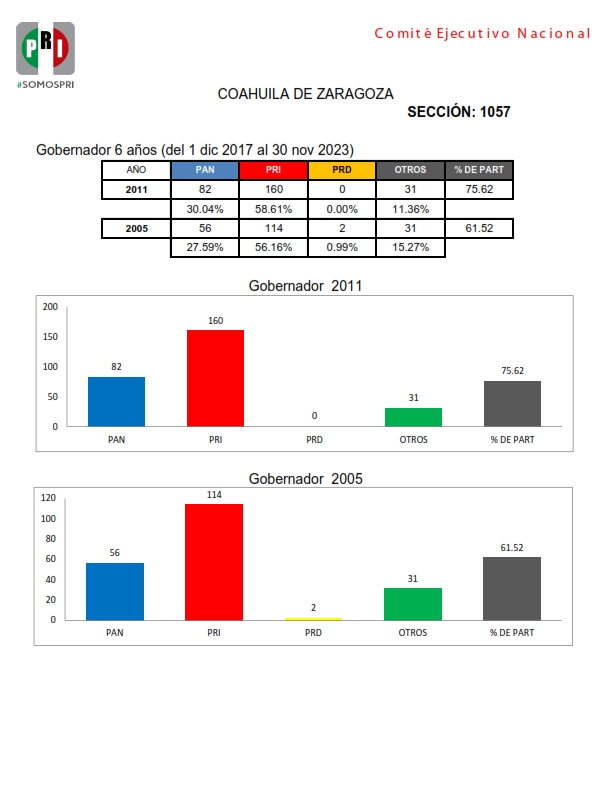 Comité Ejecutivo Nacional
PRI
#SOMOSPRI
COAHUILA DE ZARAGOZA
SECCIÓN: 1057
Gobernador 6 años (del 1 dic 2017 al 30 nov 2023)
AÑO PAN PRI PRD OTROS % DE PART
2011 82 160 0 31 75.62
30.04% 58.61% 0.00% 11.36%
2005 56 114 2 31 61.52
27.59% 56.16% 0.99% 15.27%
Gobernador 2011
200
150
100
50
0
82 160 0 31 75.62
PAN PRI PRD OTROS % DE PART
Gobernador 2005
120
100
80
60
40
20
0
56 114 2 31 61.52
PAN PRI PRD OTROS % DE PART